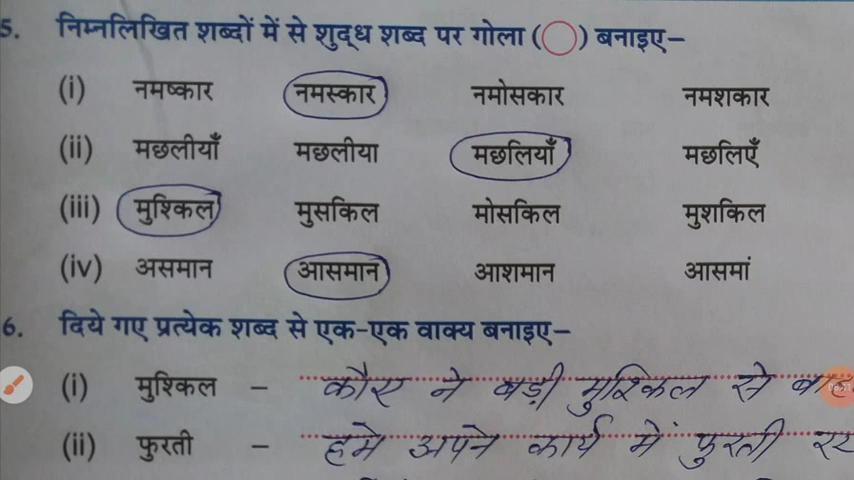 5. निम्नलिखित शब्दों में से शुद्ध शब्द पर गोला ( ) बनाइए–
(i) नमष्कार नमस्कार नमोसकार नमशकार
(ii) मछलीयाँ मछलीया मछलियाँ मछलिएँ
(iii) मुश्किल मुसकिल मोसकिल मुशकिल
(iv) असमान आसमान आशमान आसमां
6. दिये गए प्रत्येक शब्द से एक-एक वाक्य बनाइए–
(i) मुश्किल – ने बड़ी मुश्किल से
(ii) फुरती – हमे अपने कार्य में फुरती